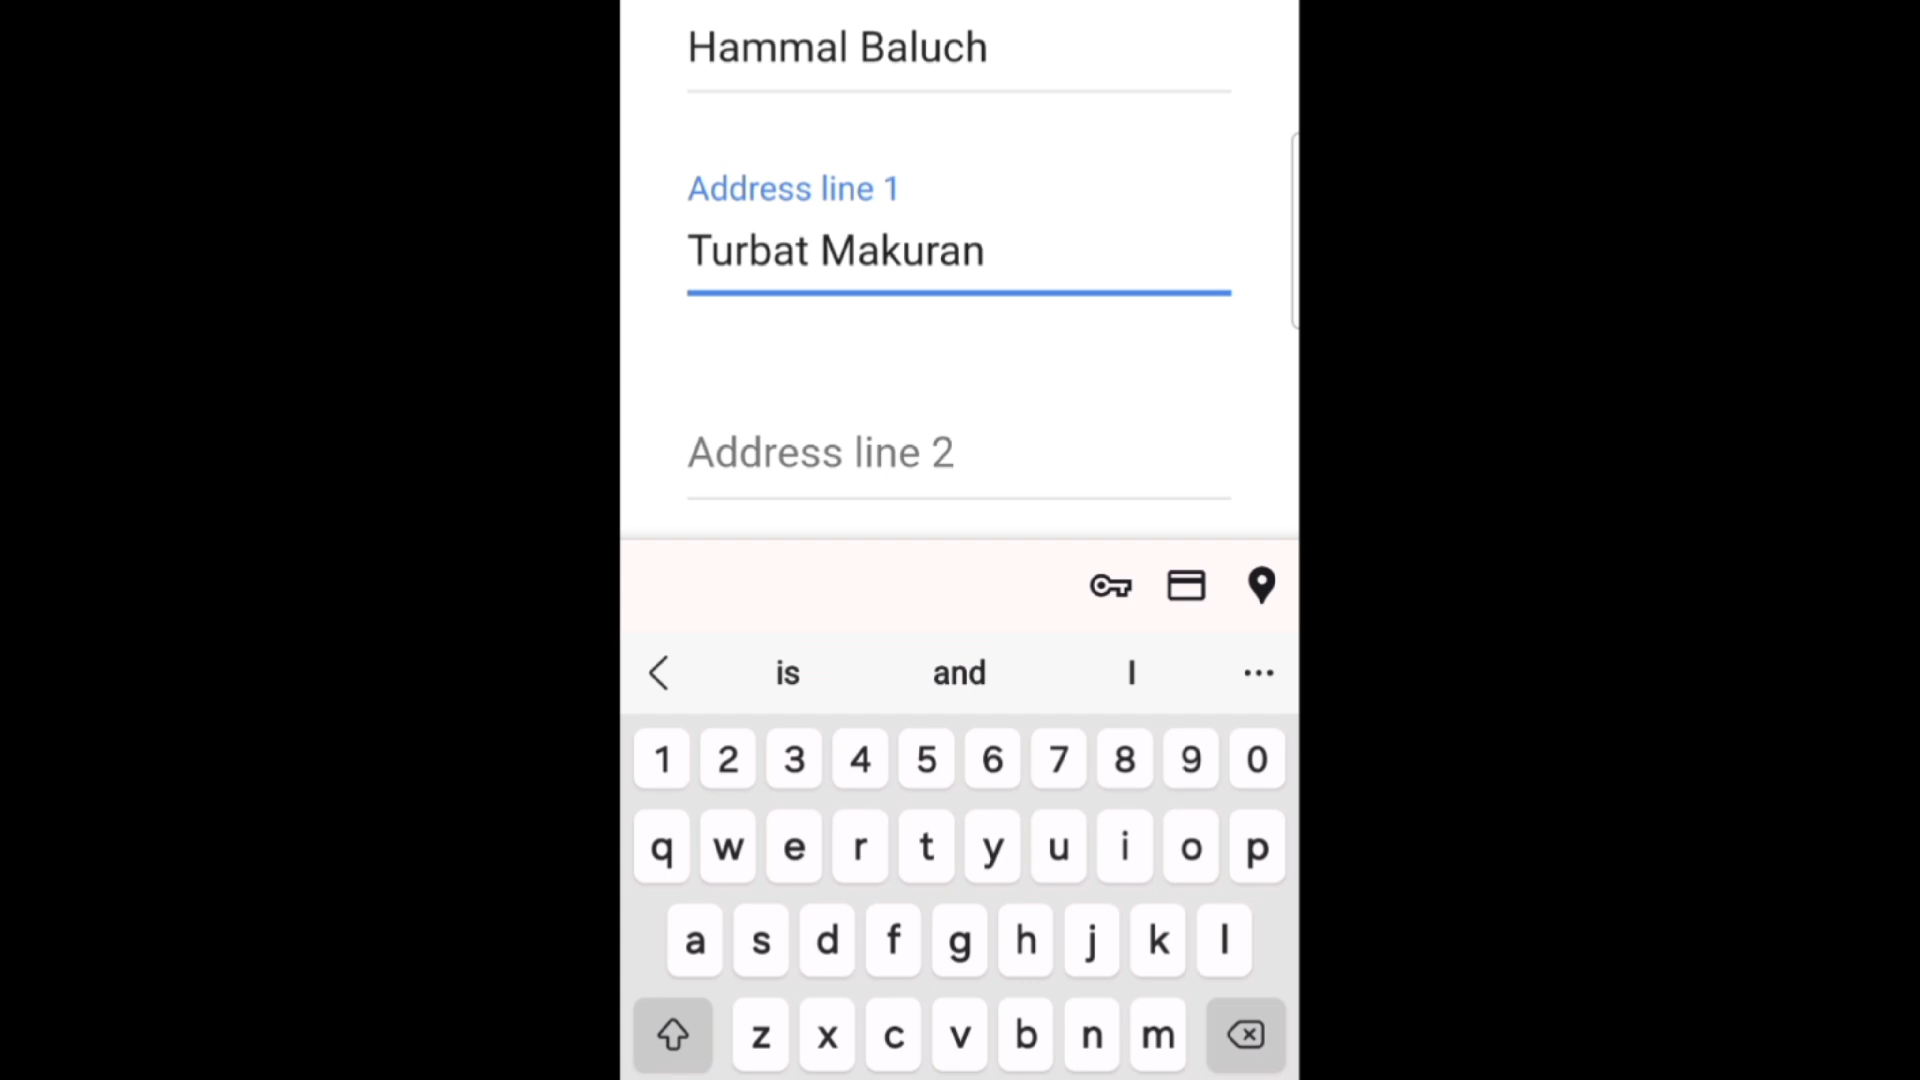 Hammal Baluch
Address line 1
Turbat Makuran
Address line 2
is and I
1 2 3 4 5 6 7 8 9 0
q w e r t y u i o p
a s d f g h j k l
z x c v b n m